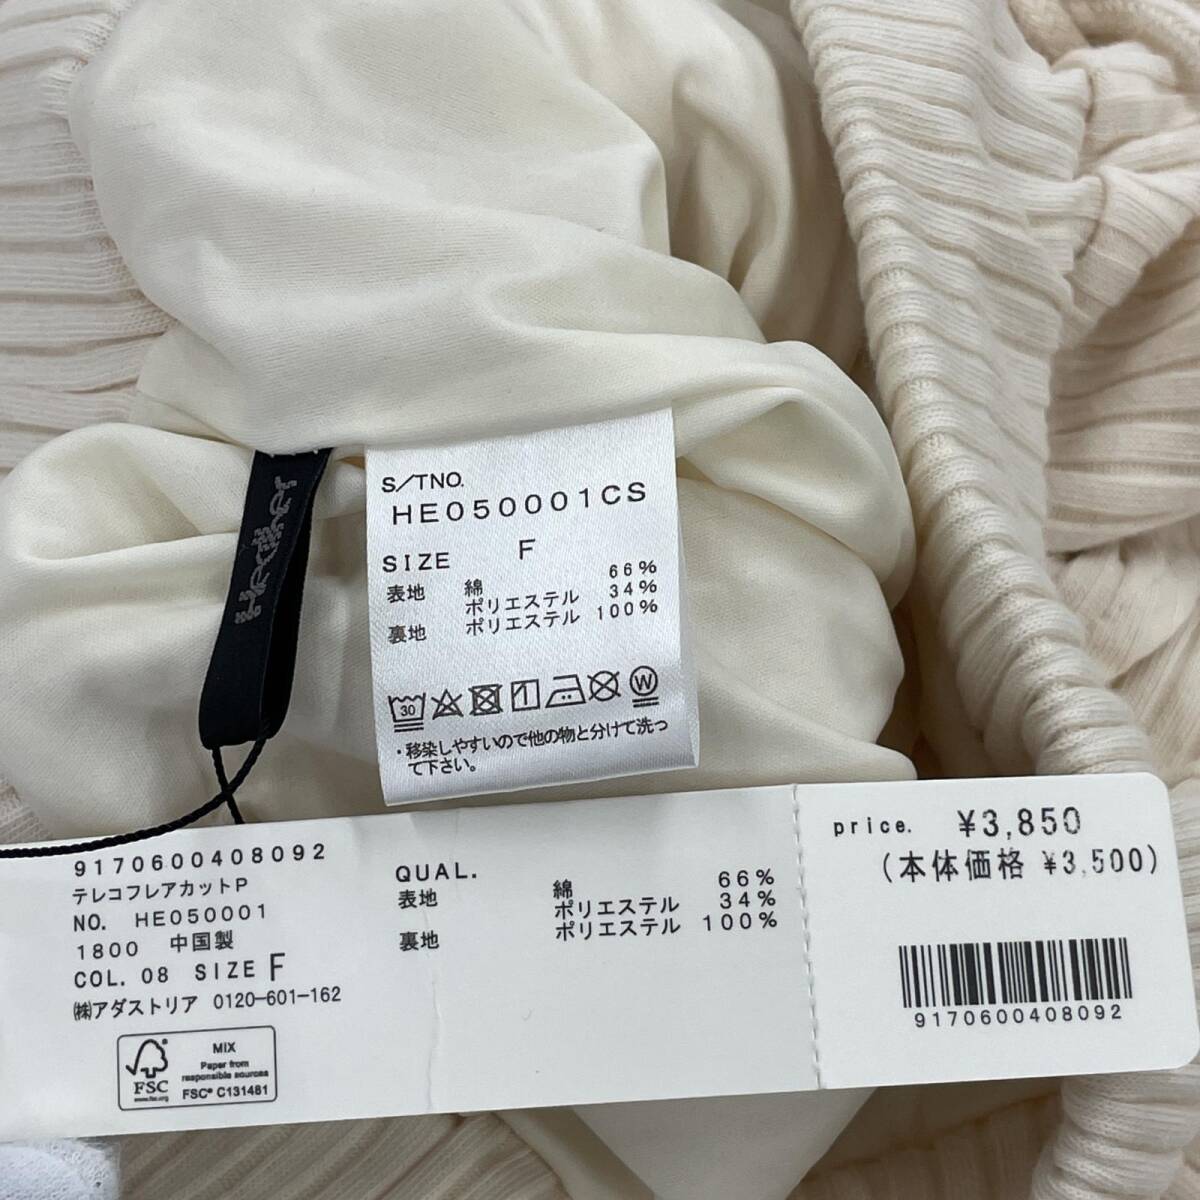 S/TNO.
HE050001CS
SIZE F
表地 綿 66%
ポリエステル 34%
裏地 ポリエステル 100%
30
W
・移染しやすいので他の物と分けて洗っ
て下さい。
9170600408092
テレコフレアカットP
NO. HE050001
1800 中国製
COL. 08 SIZE F
㈱アダストリア 0120-601-162
FSC
www.fsc.org
MIX
Paper from
responsible sources
FSC® C131481
QUAL.
表地 綿 66%
ポリエステル 34%
裏地 ポリエステル 100%
price. ¥3,850
(本体価格 ¥3,500)
9170600408092